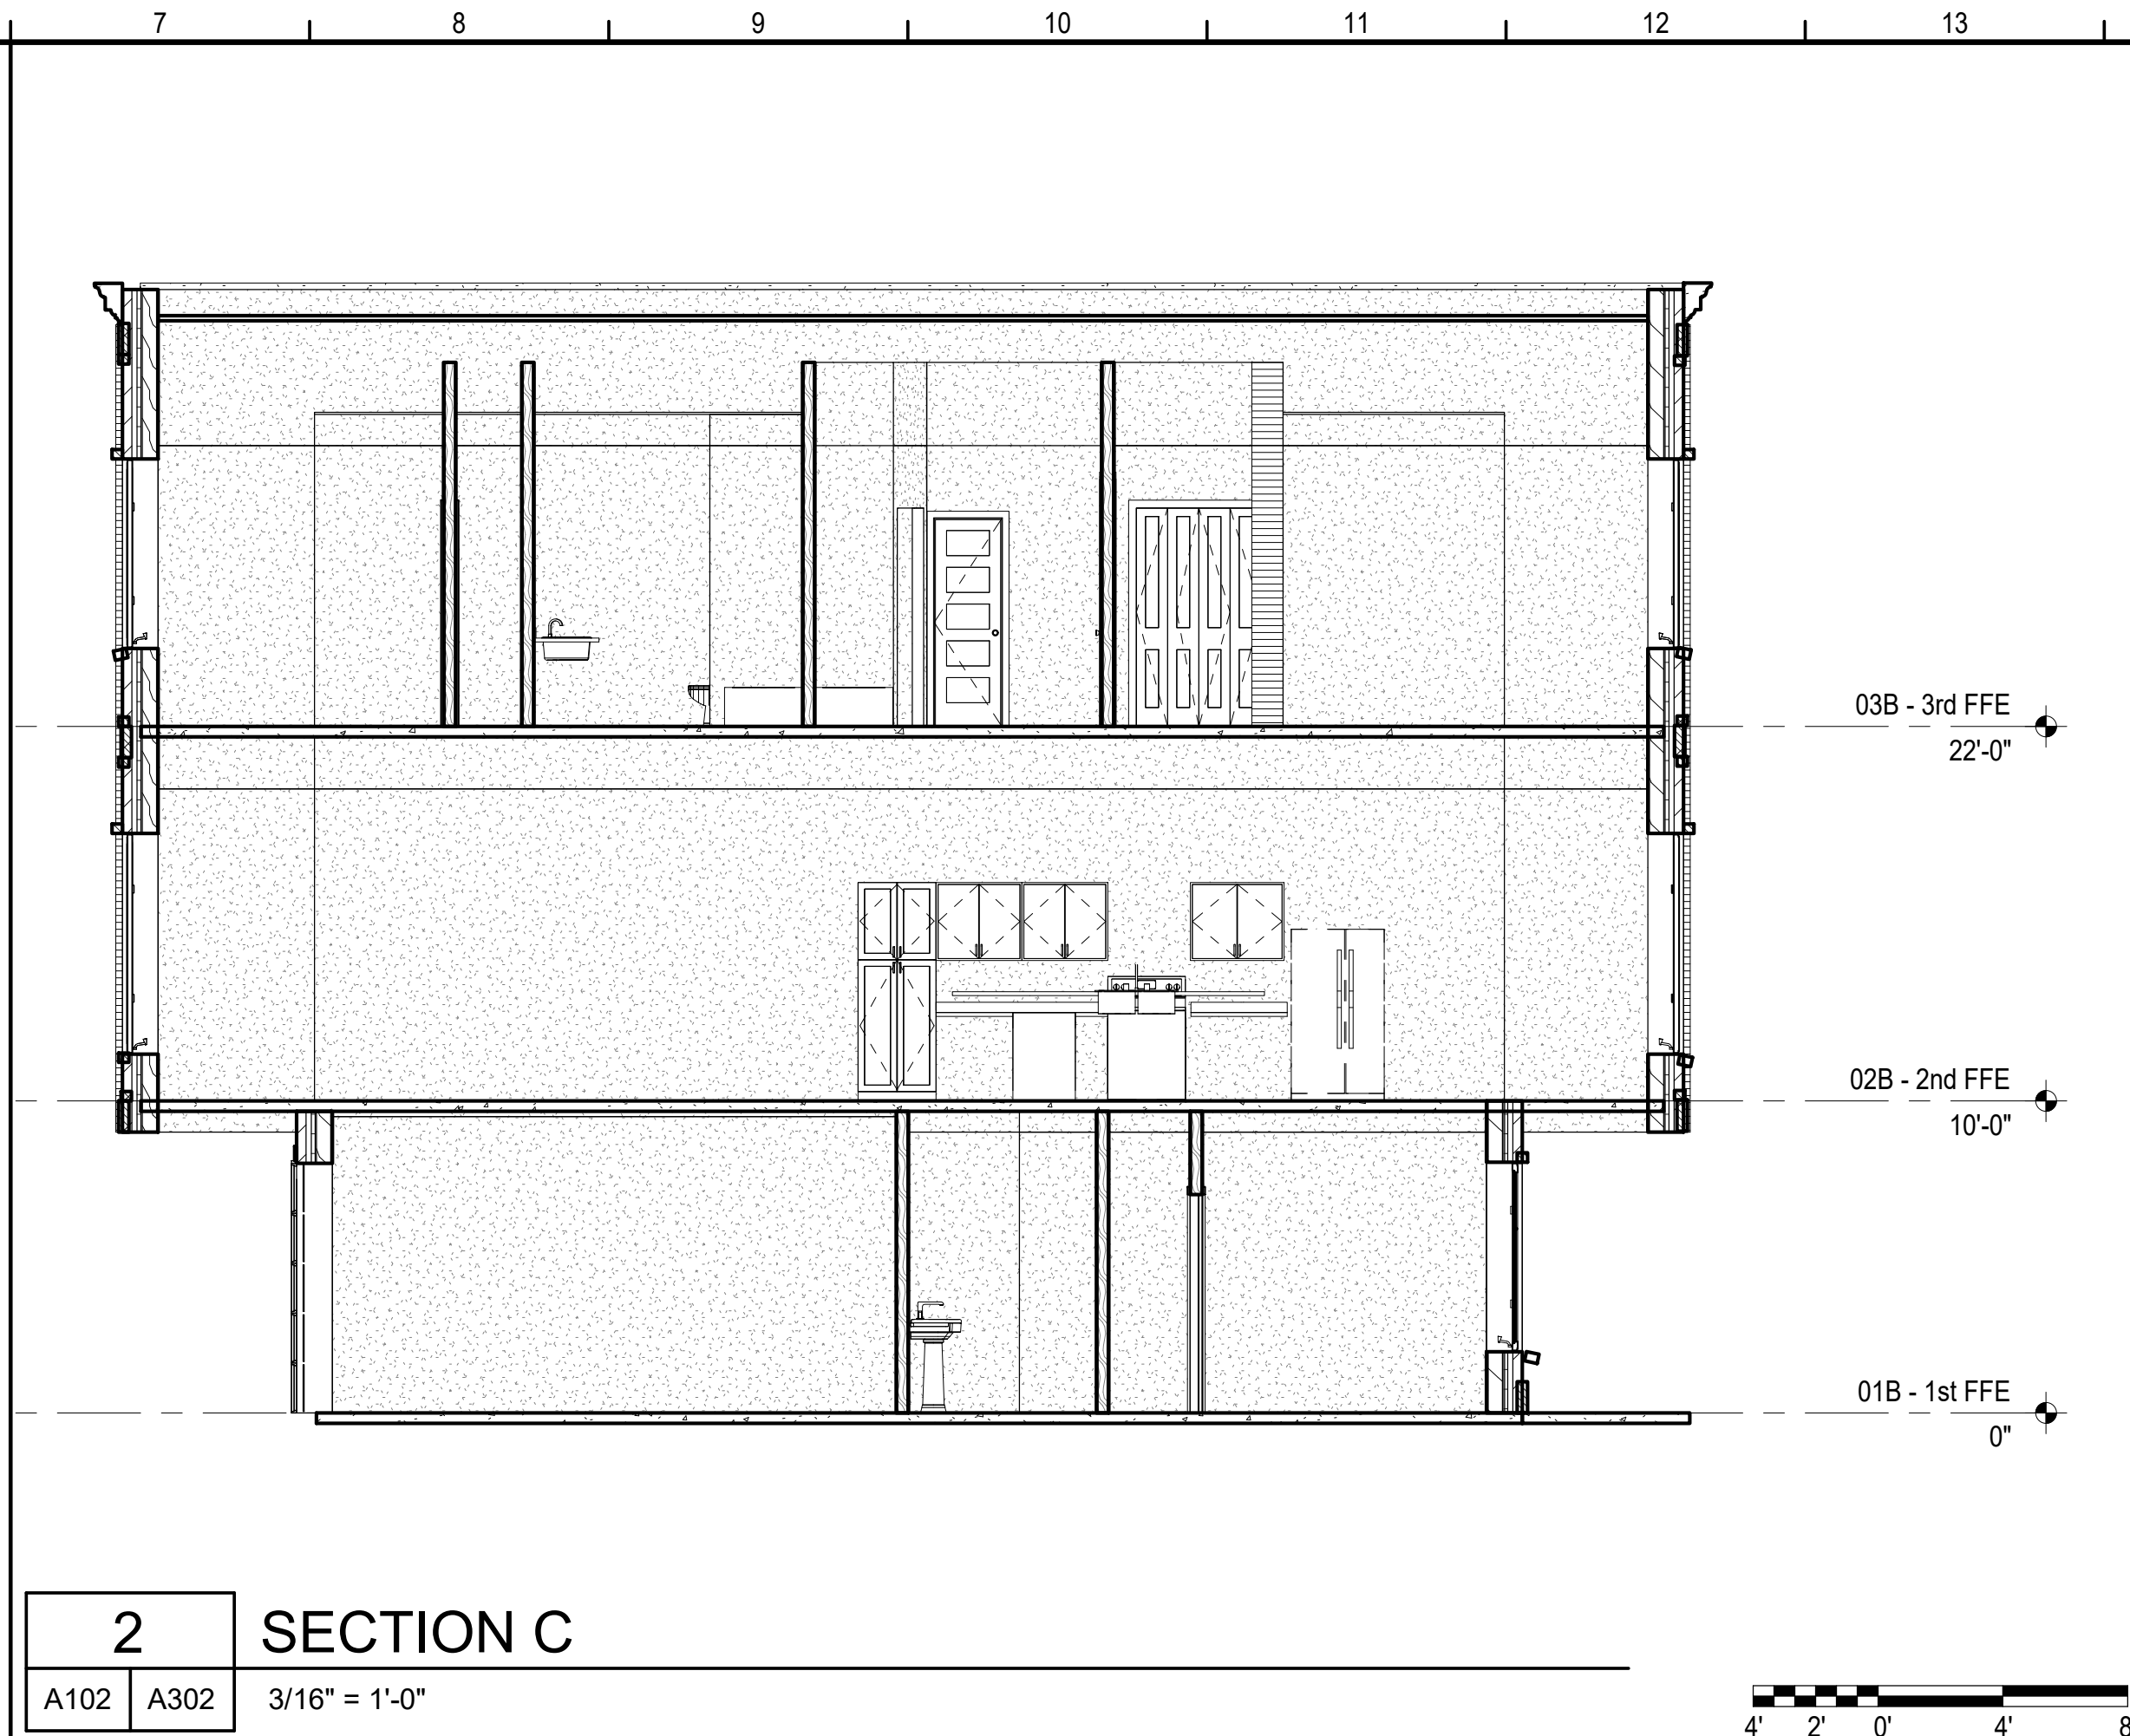 7 8 9 10 11 12 13
03B - 3rd FFE
22'-0"
02B - 2nd FFE
10'-0"
01B - 1st FFE
0"
2
SECTION C
A102 A302
3/16" = 1'-0"
4' 2' 0' 4' 8